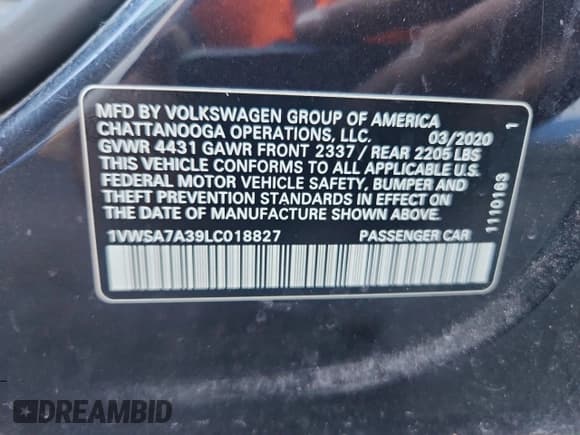 MFD BY VOLKSWAGEN GROUP OF AMERICA
CHATTANOOGA OPERATIONS, LLC. 03/2020
GVWR 4431 GAWR FRONT 2337/ REAR 2205 LBS
THIS VEHICLE CONFORMS TO ALL APPLICABLE U.S.
FEDERAL MOTOR VEHICLE SAFETY, BUMPER AND
THEFT PREVENTION STANDARDS IN EFFECT ON
THE DATE OF MANUFACTURE SHOWN ABOVE.
1VWSA7A39LC018827 PASSENGER CAR
1110163 1
DREAMBID